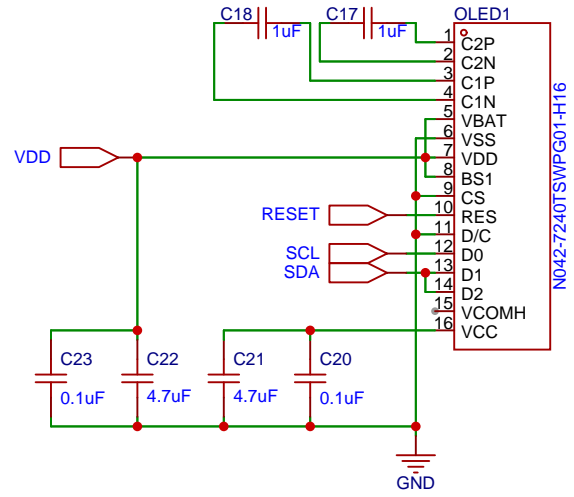 C18
1uF
C17
1uF
OLED1
1 C2P
2 C2N
3 C1P
4 C1N
5 VBAT
6 VSS
7 VDD
8 BS1
9 CS
10 RES
11 D/C
12 D0
13 D1
14 D2
15 VCOMH
16 VCC
N042-7240TSWPG01-H16
VDD
RESET
SCL
SDA
C23
0.1uF
C22
4.7uF
C21
4.7uF
C20
0.1uF
GND